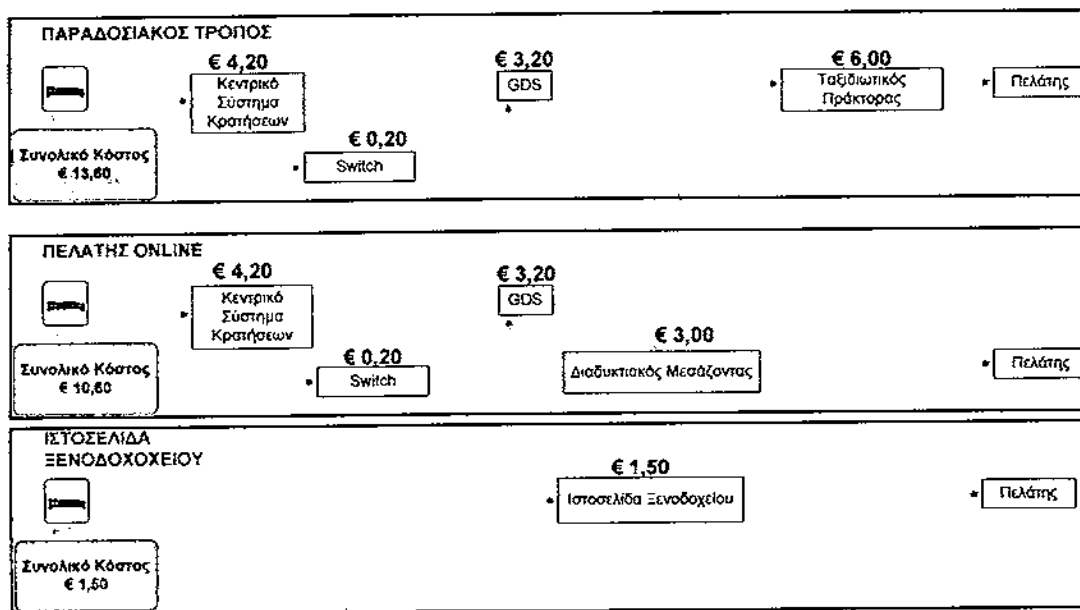 ΠΑΡΑΔΟΣΙΑΚΟΣ ΤΡΟΠΟΣ
€ 4,20
Κεντρικό
Σύστημα
Κρατήσεων
€ 3,20
GDS
€ 6,00
Ταξιδιωτικός
Πράκτορας
Πελάτης
€ 0,20
Switch
Συνολικό Κόστος
€ 13,60
ΠΕΛΑΤΗΣ ONLINE
€ 4,20
Κεντρικό
Σύστημα
Κρατήσεων
€ 3,20
GDS
€ 0,20
Switch
€ 3,00
Διαδυκτιακός Μεσάζοντας
Πελάτης
Συνολικό Κόστος
€ 10,60
ΙΣΤΟΣΕΛΙΔΑ
ΞΕΝΟΔΟΧΟΧΕΙΟΥ
€ 1,50
Ιστοσελίδα Ξενοδοχείου
Πελάτης
Συνολικό Κόστος
€ 1,50